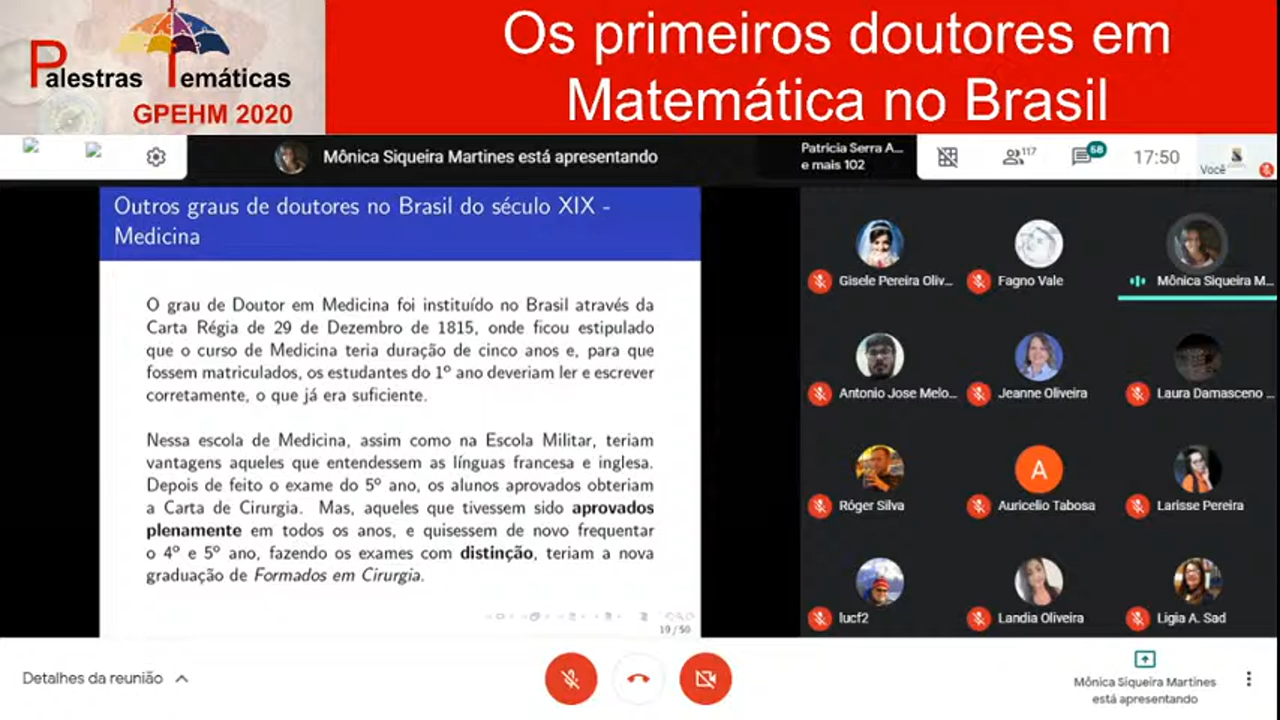 Palestras Temáticas
GPEHM 2020
Os primeiros doutores em
Matemática no Brasil
Mônica Siqueira Martines está apresentando
Patrícia Serra A...
e mais 102
117
68
17:50
Você
Outros graus de doutores no Brasil do século XIX -
Medicina
O grau de Doutor em Medicina foi instituído no Brasil através da
Carta Régia de 29 de Dezembro de 1815, onde ficou estipulado
que o curso de Medicina teria duração de cinco anos e, para que
fossem matriculados, os estudantes do 1º ano deveriam ler e escrever
corretamente, o que já era suficiente.
Nessa escola de Medicina, assim como na Escola Militar, teriam
vantagens aqueles que entendessem as línguas francesa e inglesa.
Depois de feito o exame do 5º ano, os alunos aprovados obteriam
a Carta de Cirurgia. Mas, aqueles que tivessem sido aprovados
plenamente em todos os anos, e quisessem de novo frequentar
o 4º e 5º ano, fazendo os exames com distinção, teriam a nova
graduação de Formados em Cirurgia.
19/50
Gisele Pereira Oliv...
Fagno Vale
Mônica Siqueira M...
Antonio Jose Melo...
Jeanne Oliveira
Laura Damasceno ...
Róger Silva
A
Auricelio Tabosa
Larisse Pereira
lucf2
Landia Oliveira
Ligia A. Sad
Detalhes da reunião
Mônica Siqueira Martines
está apresentando